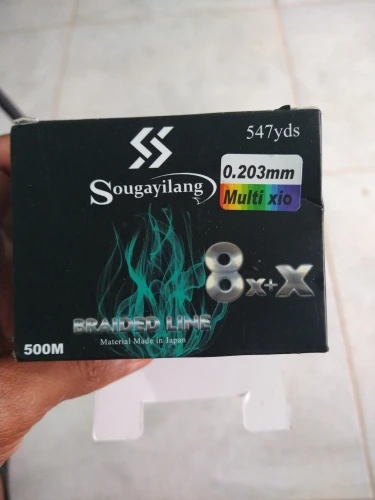 547yds
Sougayilang
0.203mm
Multi xio
8x+X
BRAIDED LINE
Material Made in Japan
500M